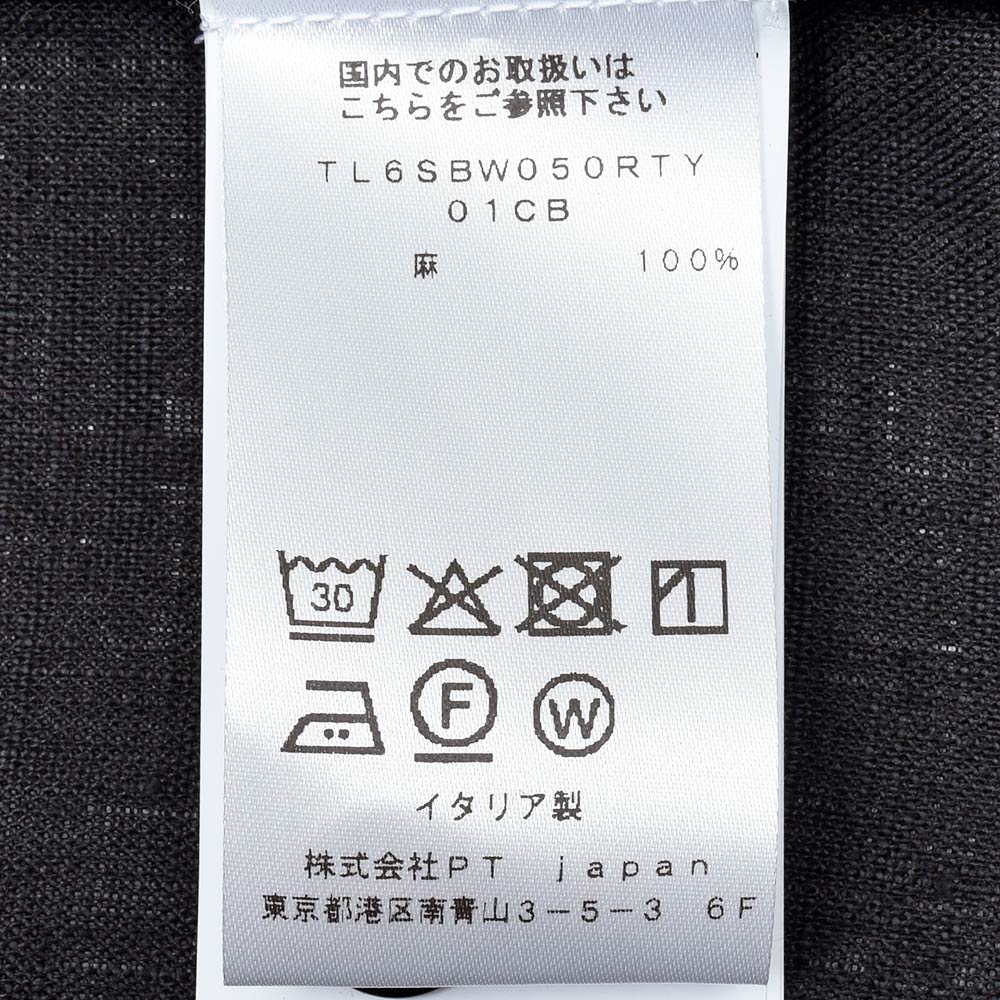 国内でのお取扱いは
こちらをご参照下さい
TL6SBW050RTY
01CB
麻 100%
30
F W
イタリア製
株式会社PT japan
東京都港区南青山3-5-3 6F